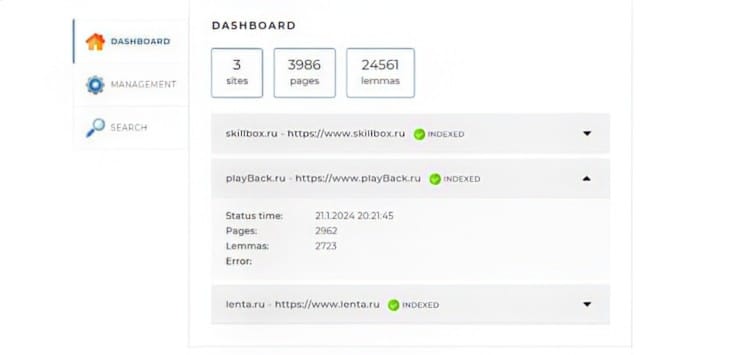 DASHBOARD
MANAGEMENT
SEARCH
DASHBOARD
3
sites
3986
pages
24561
lemmas
skillbox.ru - https://www.skillbox.ru INDEXED
playBack.ru - https://www.playBack.ru INDEXED
Status time: 21.1.2024 20:21:45
Pages: 2962
Lemmas: 2723
Error:
lenta.ru - https://www.lenta.ru INDEXED